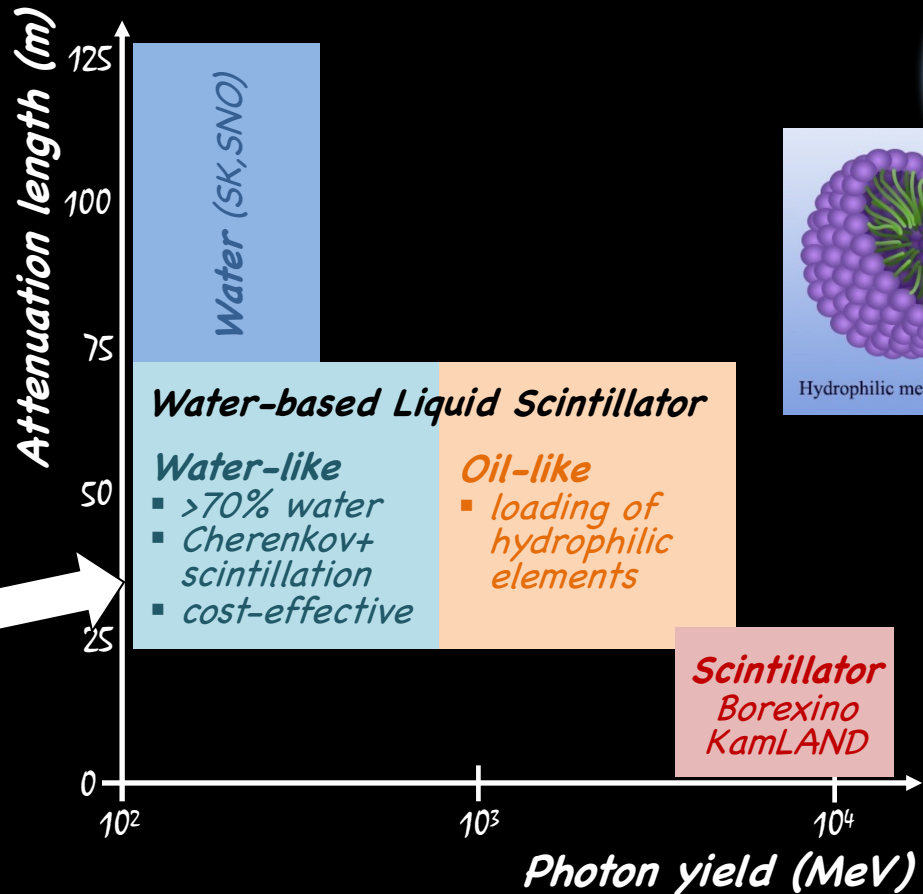 Attenuation length (m)
125
100
75
50
25
0
Water (SK,SNO)
Water-based Liquid Scintillator
Water-like
▪ >70% water
▪ Cherenkov+
scintillation
▪ cost-effective
Oil-like
▪ loading of
hydrophilic
elements
Scintillator
Borexino
KamLAND
10²
10³
10⁴
Photon yield (MeV)
Hydrophilic me